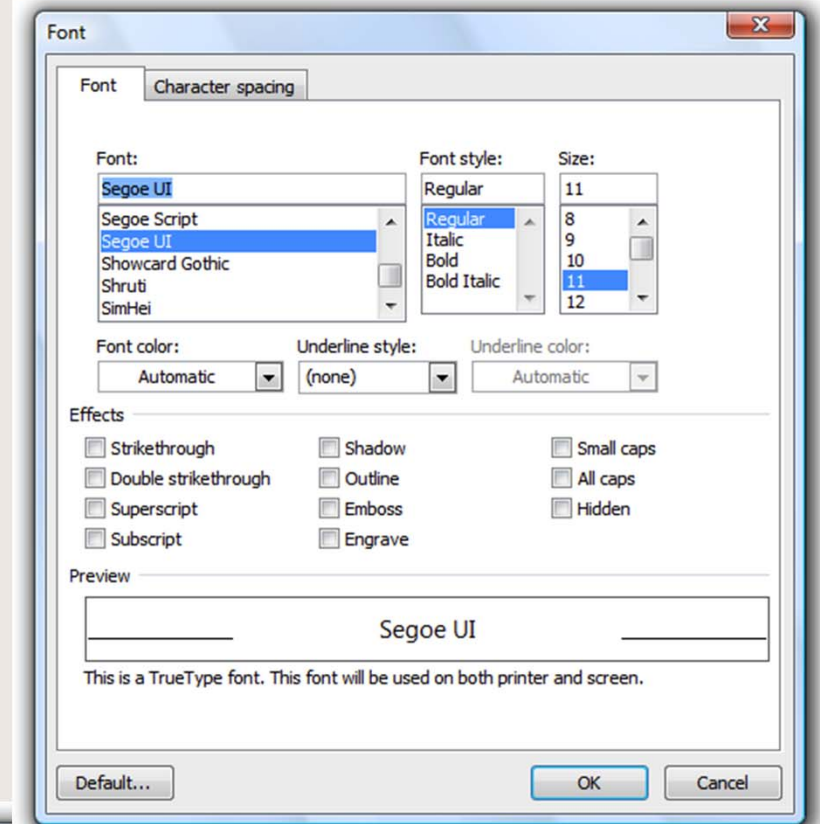 Font
Font Character spacing
Font: Font style: Size:
Segoe UI Regular 11
Segoe Script Regular 8
Segoe UI Italic 9
Showcard Gothic Bold 10
Shruti Bold Italic 11
SimHei 12
Font color: Underline style: Underline color:
Automatic (none) Automatic
Effects
Strikethrough Shadow Small caps
Double strikethrough Outline All caps
Superscript Emboss Hidden
Subscript Engrave
Preview
Segoe UI
This is a TrueType font. This font will be used on both printer and screen.
Default... OK Cancel